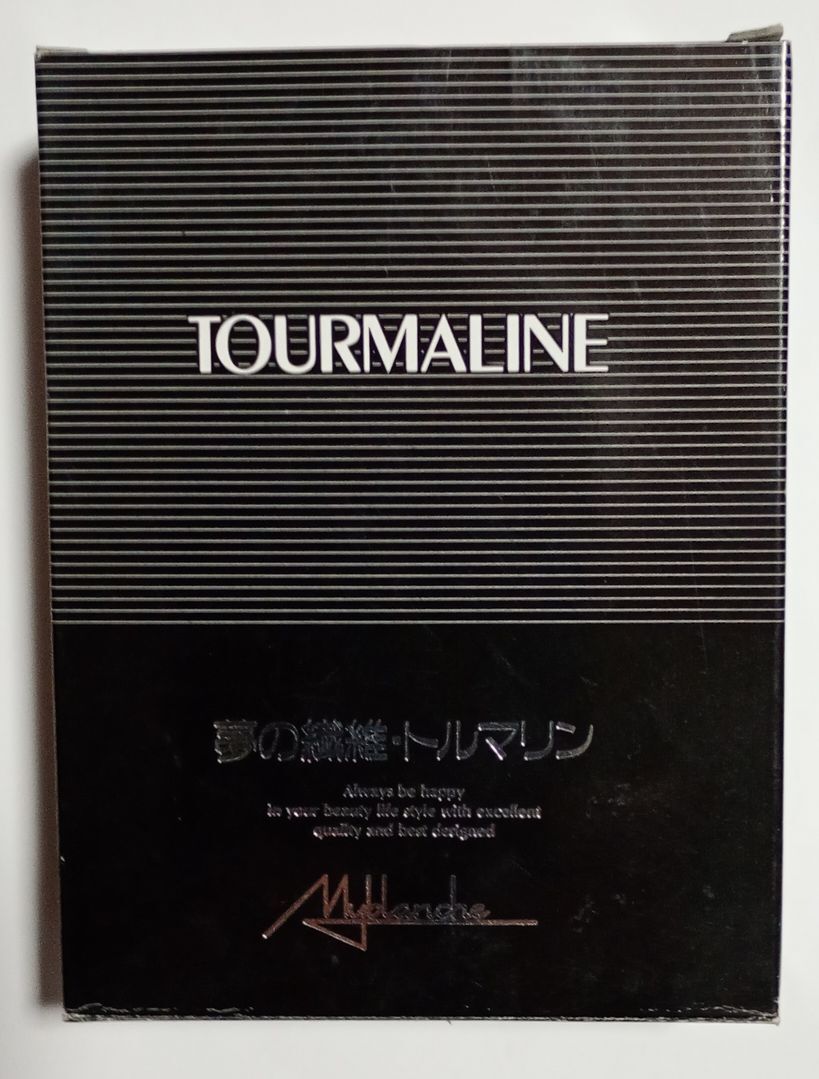 TOURMALINE
夢の繊維・トルマリン
Always be happy
in your beauty life style with excellent
quality and best designed
Myblanche